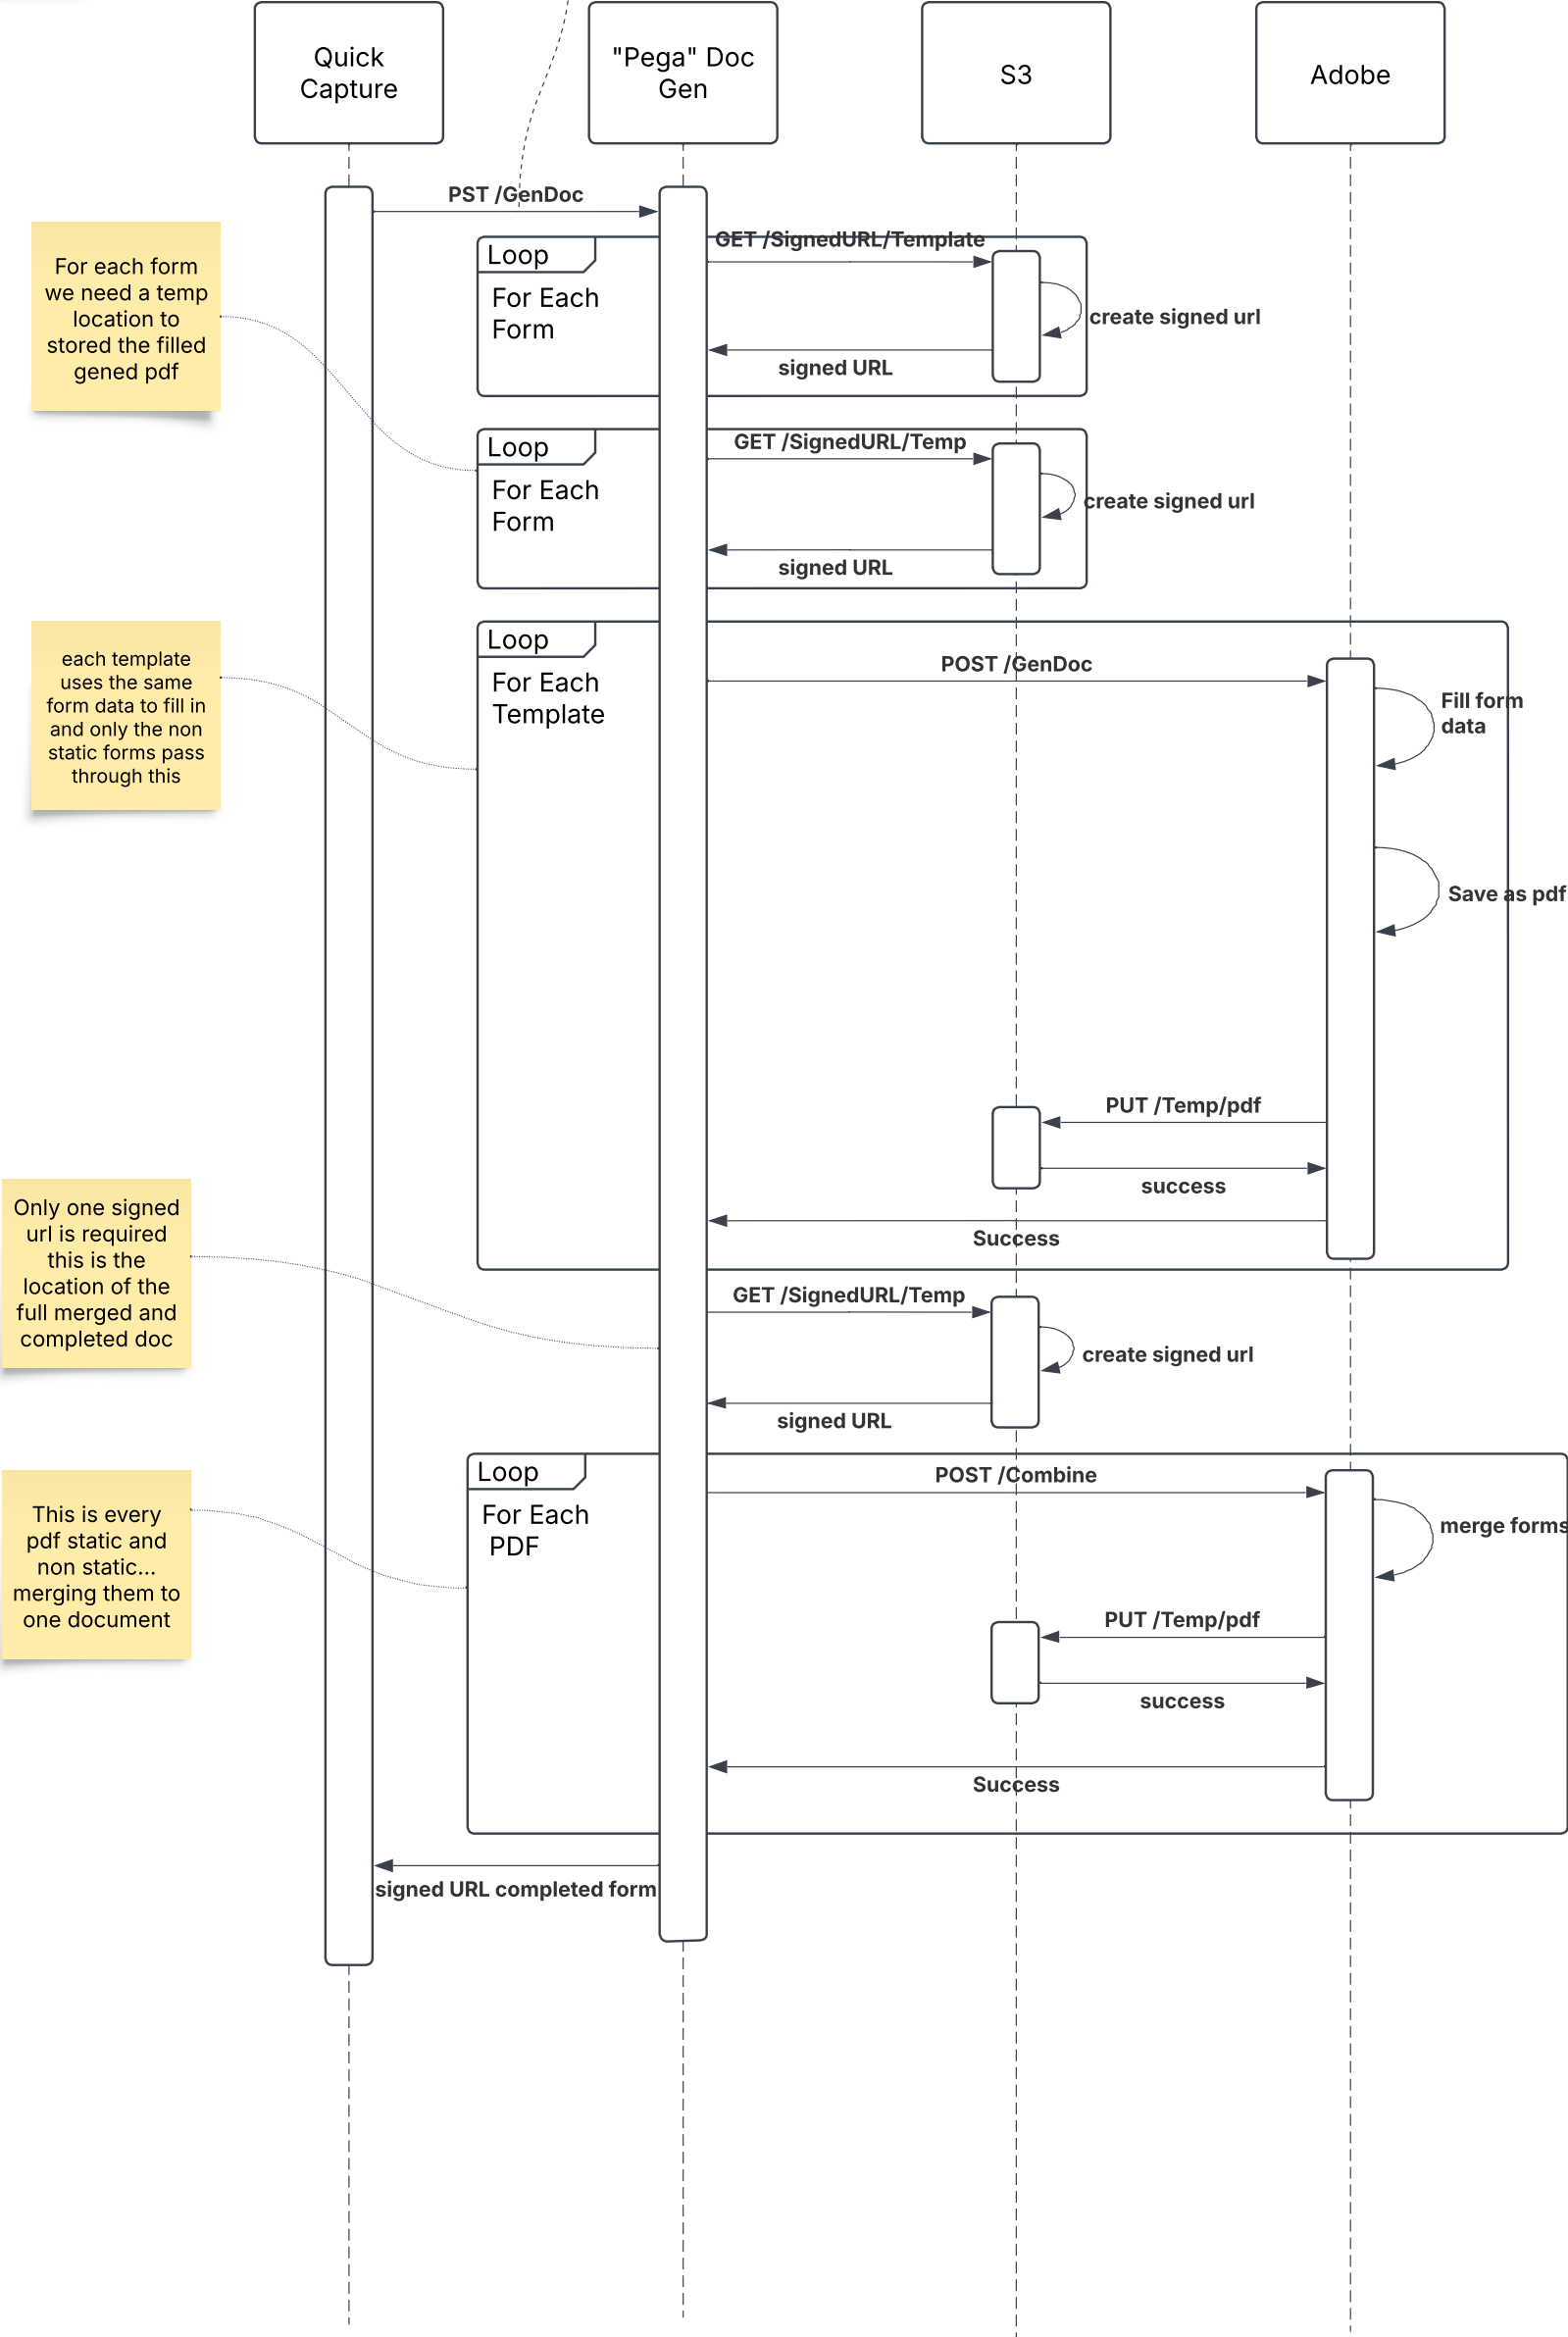 Quick
Capture
"Pega" Doc
Gen
S3
Adobe
PST /GenDoc
For each form
we need a temp
location to
stored the filled
gened pdf
Loop
For Each
Form
GET /SignedURL/Template
create signed url
signed URL
Loop
For Each
Form
GET /SignedURL/Temp
create signed url
signed URL
each template
uses the same
form data to fill in
and only the non
static forms pass
through this
Loop
For Each
Template
POST /GenDoc
Fill form
data
Save as pdf
PUT /Temp/pdf
success
Success
Only one signed
url is required
this is the
location of the
full merged and
completed doc
GET /SignedURL/Temp
create signed url
signed URL
This is every
pdf static and
non static...
merging them to
one document
Loop
For Each
PDF
POST /Combine
merge forms
PUT /Temp/pdf
success
Success
signed URL completed form